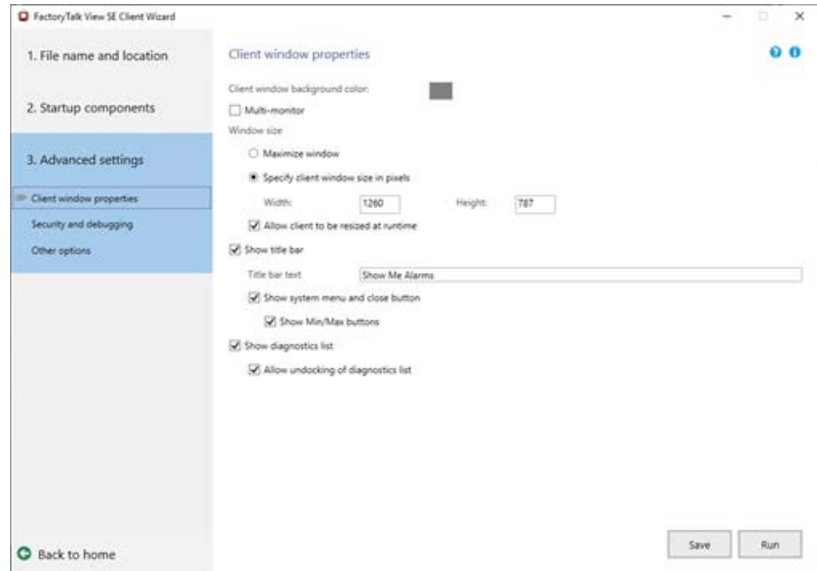 FactoryTalk View SE Client Wizard
1. File name and location
2. Startup components
3. Advanced settings
Client window properties
Security and debugging
Other options
Back to home
Client window properties
Client window background color:
Multi-monitor
Window size
Maximize window
Specify client window size in pixels
Width: 1260 Height: 787
Allow client to be resized at runtime
Show title bar
Title bar text Show Me Alarms
Show system menu and close button
Show Min/Max buttons
Show diagnostics list
Allow undocking of diagnostics list
Save Run